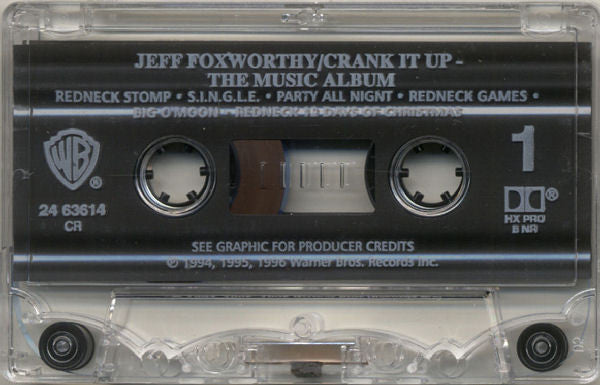 JEFF FOXWORTHY/CRANK IT UP -
THE MUSIC ALBUM
REDNECK STOMP • S.I.N.G.L.E. • PARTY ALL NIGNT • REDNECK GAMES •
BIG O'MOON • REDNECK 12 DAYS OF CHRISTMAS
WB
®
1
24 63614
CR
®
HX PRO
B NR
SEE GRAPHIC FOR PRODUCER CREDITS
© 1994, 1995, 1996 Warner Bros. Records Inc.
D2